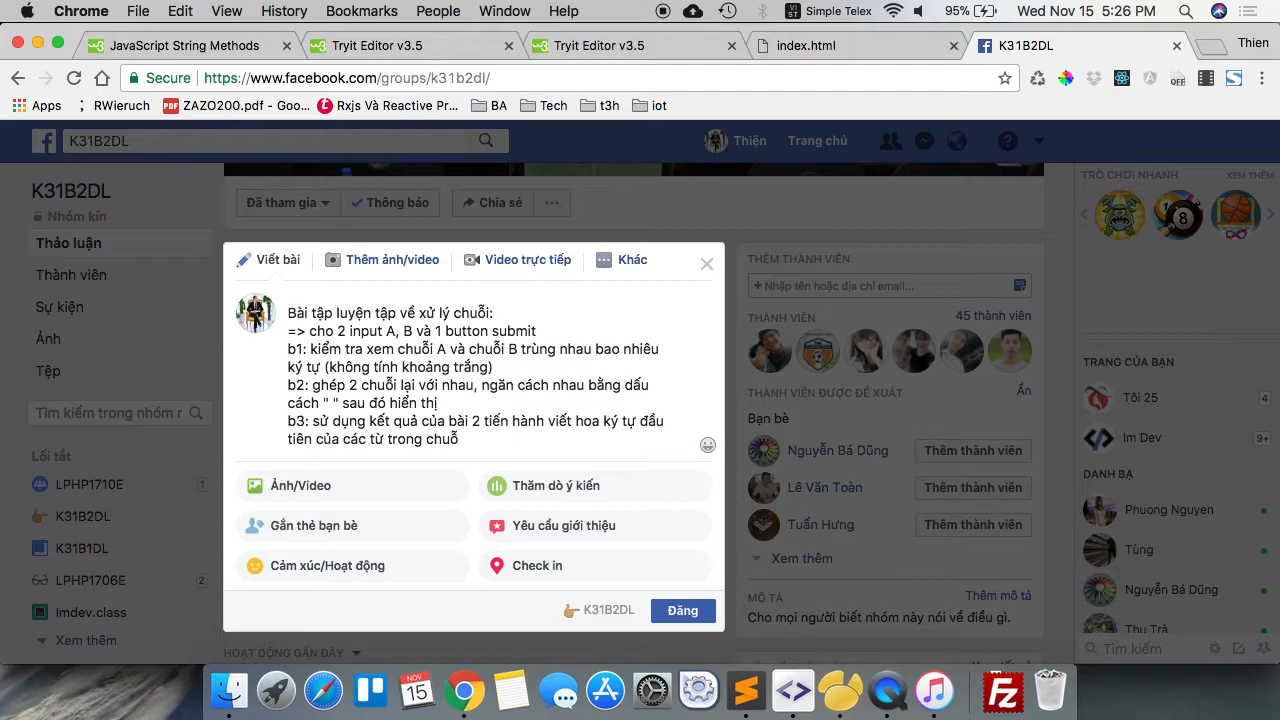 Chrome File Edit View History Bookmarks People Window Help Simple Telex 95% Wed Nov 15 5:26 PM
JavaScript String Methods Tryit Editor v3.5 Tryit Editor v3.5 index.html K31B2DL Thien
Secure https://www.facebook.com/groups/k31b2dl/
Apps RWieruch ZAZO200.pdf - Goo... Rxjs Và Reactive Pr... BA Tech t3h iot
K31B2DL Thiện Trang chủ
K31B2DL
Nhóm kín
Thảo luận
Thành viên
Sự kiện
Ảnh
Tệp
Tìm kiếm trong nhóm n
Lối tắt
LPHP1710E 1
K31B2DL
K31B1DL
LPHP1706E 2
Imdev.class
Xem thêm
Đã tham gia Thông báo Chia sẻ
Viết bài Thêm ảnh/video Video trực tiếp Khác
Bài tập luyện tập về xử lý chuỗi:
=> cho 2 input A, B và 1 button submit
b1: kiểm tra xem chuỗi A và chuỗi B trùng nhau bao nhiêu
ký tự (không tính khoảng trắng)
b2: ghép 2 chuỗi lại với nhau, ngăn cách nhau bằng dấu
cách " " sau đó hiển thị
b3: sử dụng kết quả của bài 2 tiến hành viết hoa ký tự đầu
tiên của các từ trong chuỗ
Ảnh/Video Thăm dò ý kiến
Gắn thẻ bạn bè Yêu cầu giới thiệu
Cảm xúc/Hoạt động Check in
K31B2DL Đăng
HOẠT ĐỘNG GẦN ĐÂY
THÊM THÀNH VIÊN
+ Nhập tên hoặc địa chỉ email...
THÀNH VIÊN 45 thành viên
THÀNH VIÊN ĐƯỢC ĐỀ XUẤT Ẩn
Bạn bè
Nguyễn Bá Dũng Thêm thành viên
Lê Văn Toàn Thêm thành viên
Tuấn Hưng Thêm thành viên
Xem thêm
MÔ TẢ Thêm mô tả
Cho mọi người biết nhóm này nói về điều gì.
TRÒ CHƠI NHANH XEM THÊM
TRANG CỦA BẠN
Tôi 25 4
Im Dev 9+
DANH BẠ
Phuong Nguyen
Tùng
Nguyễn Bá Dũng
Thu Trà
Tìm kiếm